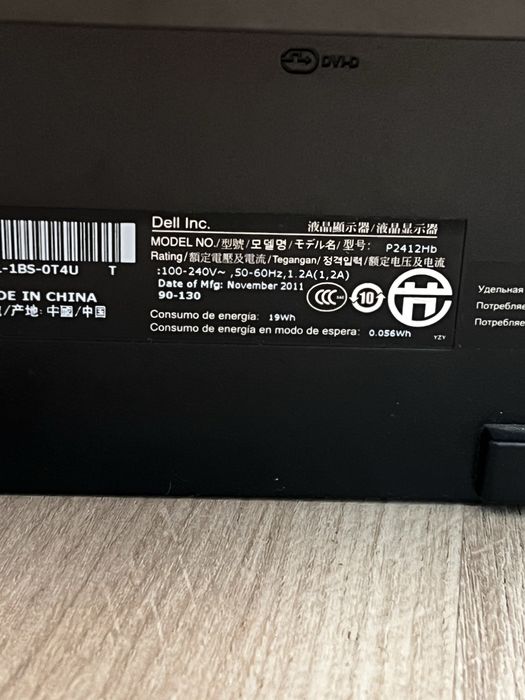 DVI-D
Dell Inc. 液晶顯示器/液晶显示器
MODEL NO./型號/모델명/モデル名/型号: P2412Hb
Rating/額定電壓及電流/Tegangan/정격입력/额定电压及电流
:100-240V~ ,50-60Hz,1.2A(1,2A)
Date of Mfg: November 2011
90-130
CCC
10
Consumo de energía: 19Wh
Consumo de energía en modo de espera: 0.056Wh
YZY
-1BS-0T4U T
DE IN CHINA
/产地: 中國/中国
Удельная
Потребляе
Потребляе